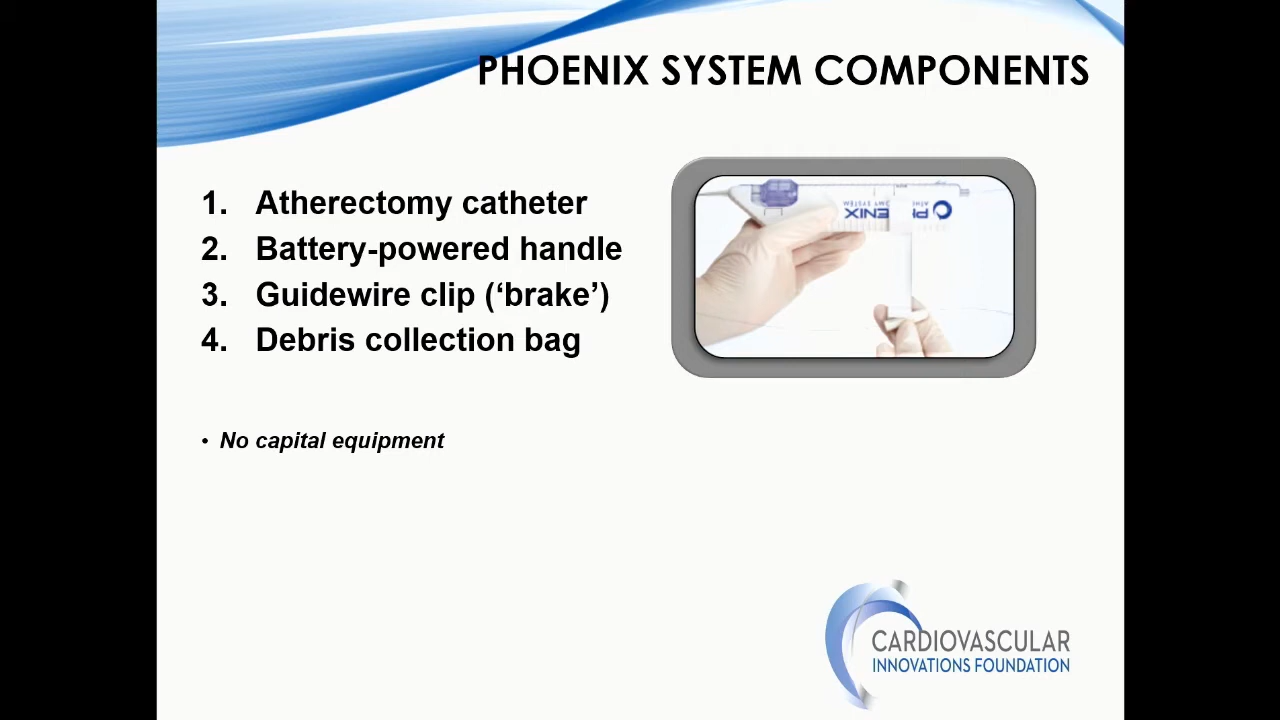 PHOENIX SYSTEM COMPONENTS
1. Atherectomy catheter
2. Battery-powered handle
3. Guidewire clip (‘brake’)
4. Debris collection bag
• No capital equipment
CARDIOVASCULAR
INNOVATIONS FOUNDATION